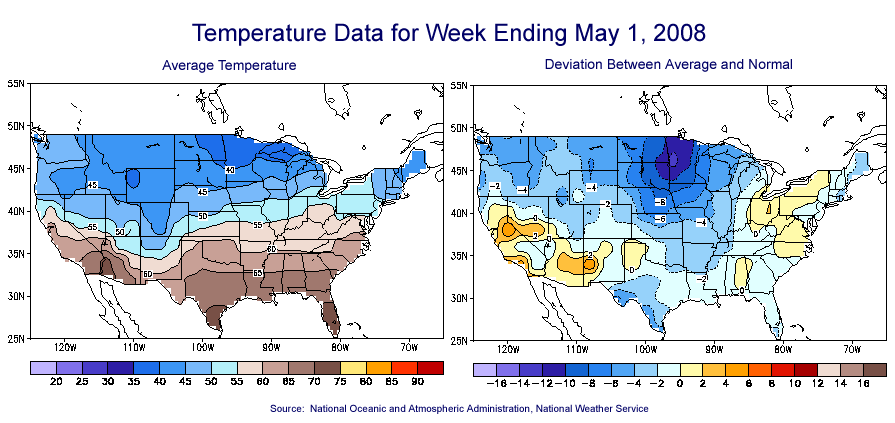 Temperature Data for Week Ending May 1, 2008
Average Temperature
Deviation Between Average and Normal
55N
50N
45N
40N
35N
30N
25N
40
45
45
50
55
50
55
60
65
120W 110W 100W 90W 80W 70W
20 25 30 35 40 45 50 55 60 65 70 75 80 85 90
55N
50N
45N
40N
35N
30N
25N
-2
-4
-4
-2
-8
-6
-4
0
0
2
2
0
-2
0
120W 110W 100W 90W 80W 70W
-16 -14 -12 -10 -8 -6 -4 -2 0 2 4 6 8 10 12 14 16
Source: National Oceanic and Atmospheric Administration, National Weather Service